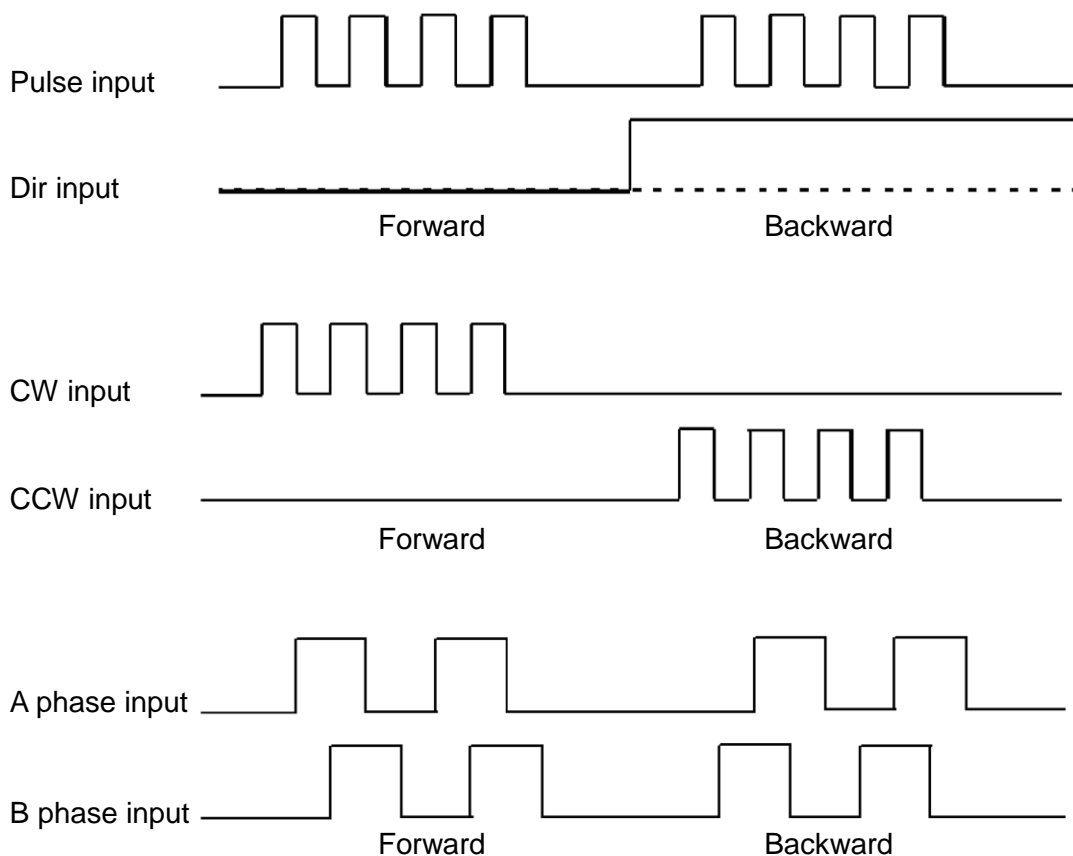 Pulse input
Dir input
Forward Backward
CW input
CCW input
Forward Backward
A phase input
B phase input
Forward Backward